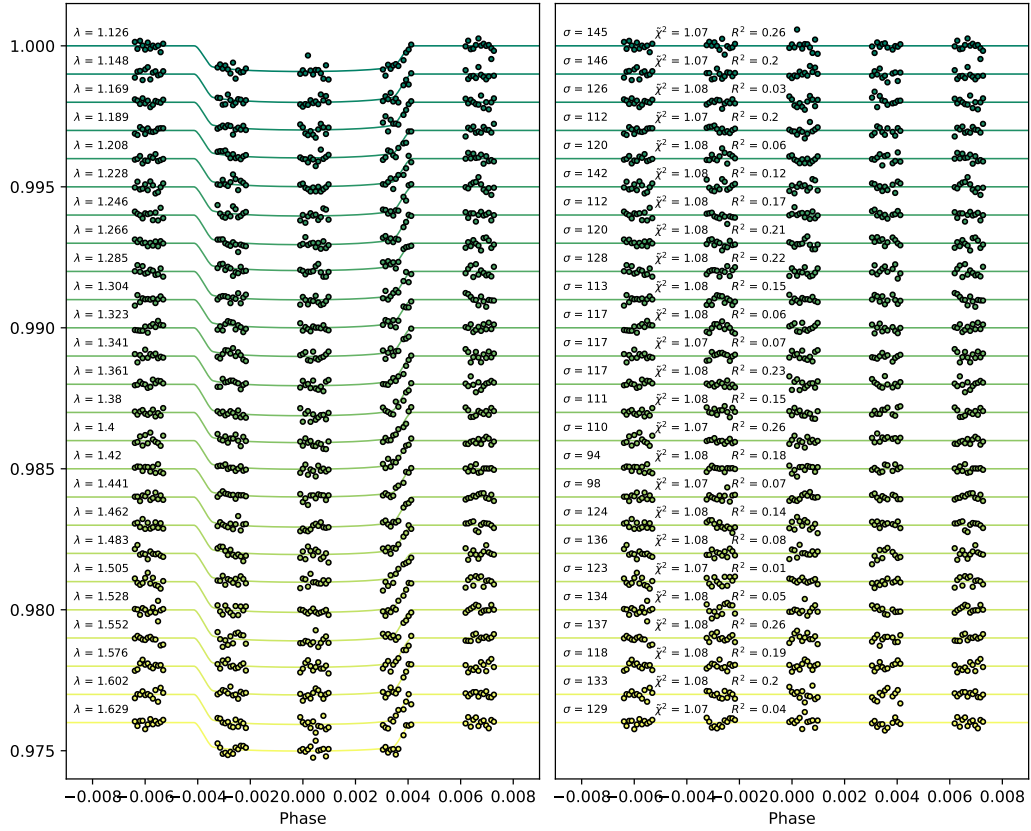 λ = 1.126
λ = 1.148
λ = 1.169
λ = 1.189
λ = 1.208
λ = 1.228
λ = 1.246
λ = 1.266
λ = 1.285
λ = 1.304
λ = 1.323
λ = 1.341
λ = 1.361
λ = 1.38
λ = 1.4
λ = 1.42
λ = 1.441
λ = 1.462
λ = 1.483
λ = 1.505
λ = 1.528
λ = 1.552
λ = 1.576
λ = 1.602
λ = 1.629
1.000
0.995
0.990
0.985
0.980
0.975
−0.008 −0.006 −0.004 −0.002 0.000 0.002 0.004 0.006 0.008
Phase
σ = 145 χ̃² = 1.07 R² = 0.26
σ = 146 χ̃² = 1.07 R² = 0.2
σ = 126 χ̃² = 1.08 R² = 0.03
σ = 112 χ̃² = 1.07 R² = 0.2
σ = 120 χ̃² = 1.08 R² = 0.06
σ = 142 χ̃² = 1.08 R² = 0.12
σ = 112 χ̃² = 1.08 R² = 0.17
σ = 120 χ̃² = 1.08 R² = 0.21
σ = 128 χ̃² = 1.08 R² = 0.22
σ = 113 χ̃² = 1.08 R² = 0.15
σ = 117 χ̃² = 1.08 R² = 0.06
σ = 117 χ̃² = 1.07 R² = 0.07
σ = 117 χ̃² = 1.08 R² = 0.23
σ = 111 χ̃² = 1.08 R² = 0.15
σ = 110 χ̃² = 1.07 R² = 0.26
σ = 94 χ̃² = 1.08 R² = 0.18
σ = 98 χ̃² = 1.07 R² = 0.07
σ = 124 χ̃² = 1.08 R² = 0.14
σ = 136 χ̃² = 1.08 R² = 0.08
σ = 123 χ̃² = 1.07 R² = 0.01
σ = 134 χ̃² = 1.08 R² = 0.05
σ = 137 χ̃² = 1.08 R² = 0.26
σ = 118 χ̃² = 1.08 R² = 0.19
σ = 133 χ̃² = 1.08 R² = 0.2
σ = 129 χ̃² = 1.07 R² = 0.04
−0.008 −0.006 −0.004 −0.002 0.000 0.002 0.004 0.006 0.008
Phase